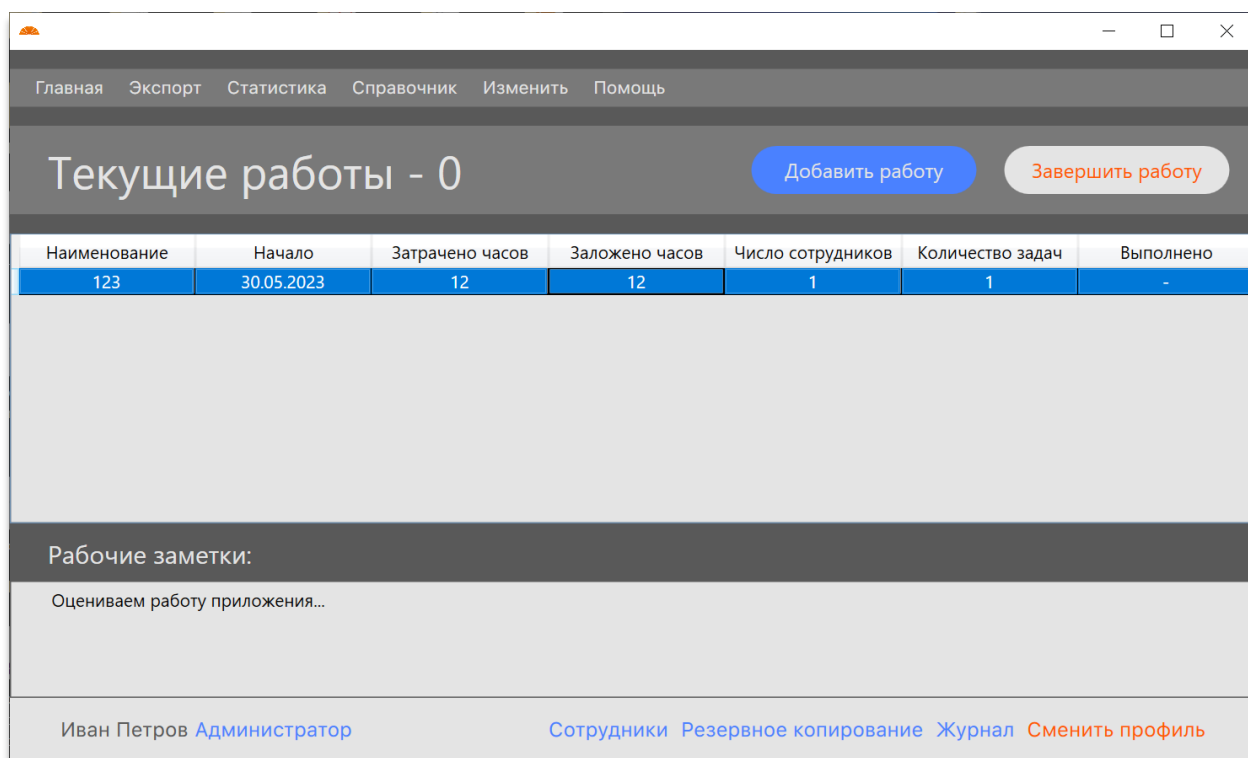 Главная Экспорт Статистика Справочник Изменить Помощь
Текущие работы - 0 Добавить работу Завершить работу
Наименование Начало Затрачено часов Заложено часов Число сотрудников Количество задач Выполнено
123 30.05.2023 12 12 1 1 -
Рабочие заметки:
Оцениваем работу приложения...
Иван Петров Администратор Сотрудники Резервное копирование Журнал Сменить профиль